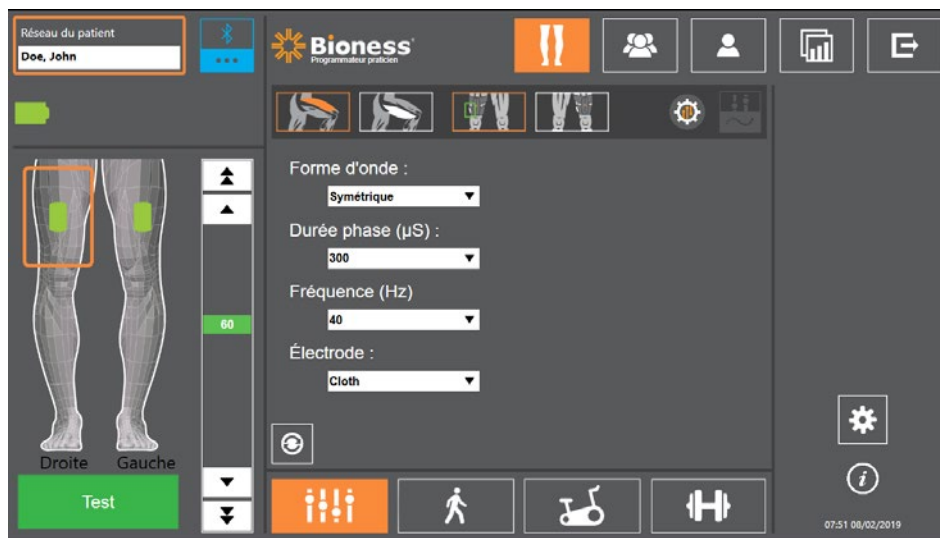 Réseau du patient
Doe, John
Bioness
Programmateur praticien
Forme d'onde :
Symétrique
Durée phase (µS) :
300
Fréquence (Hz)
40
60
Électrode :
Cloth
Droite Gauche
Test
07:51 08/02/2019